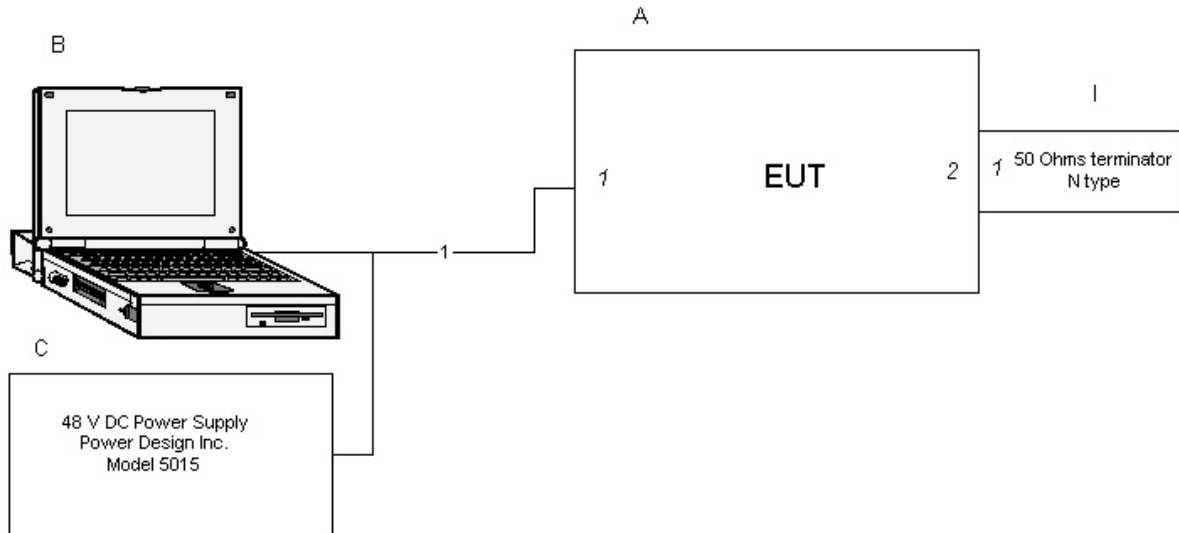 A
B
I
1
EUT
2
1
50 Ohms terminator
N type
1
C
48 V DC Power Supply
Power Design Inc.
Model 5015